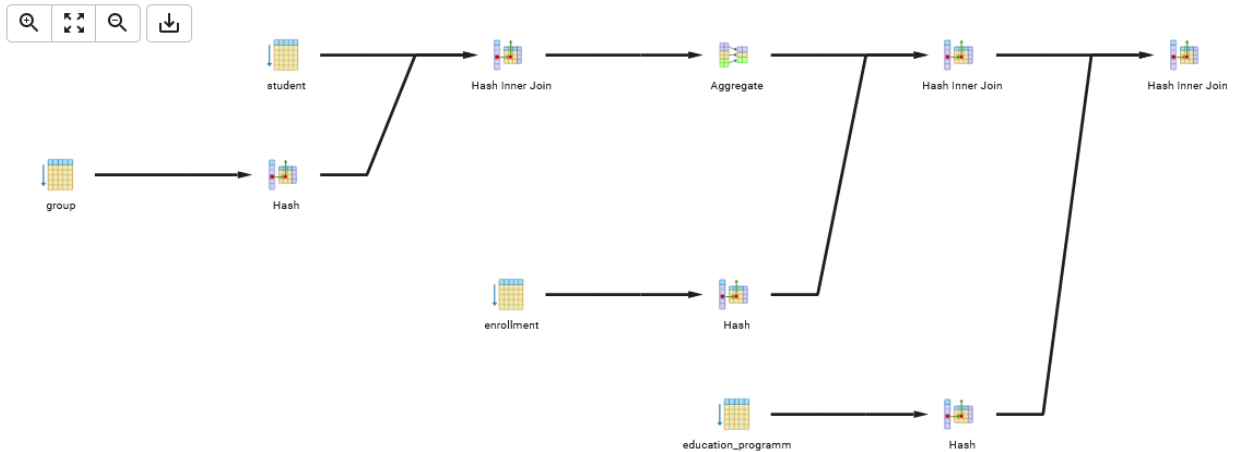 student
Hash Inner Join
Aggregate
Hash Inner Join
Hash Inner Join
group
Hash
enrollment
Hash
education_programm
Hash